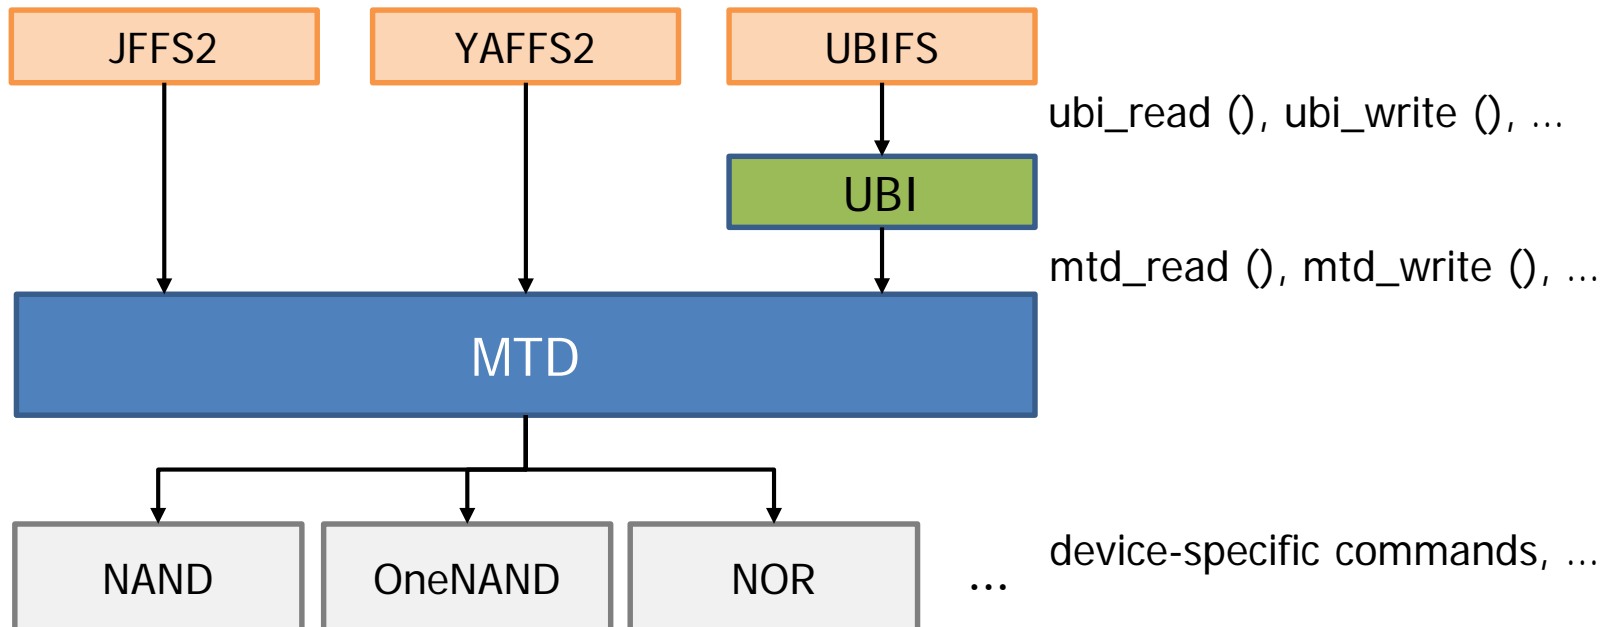 JFFS2 YAFFS2 UBIFS
ubi_read (), ubi_write (), ...
UBI
mtd_read (), mtd_write (), ...
MTD
NAND OneNAND NOR ... device-specific commands, ...